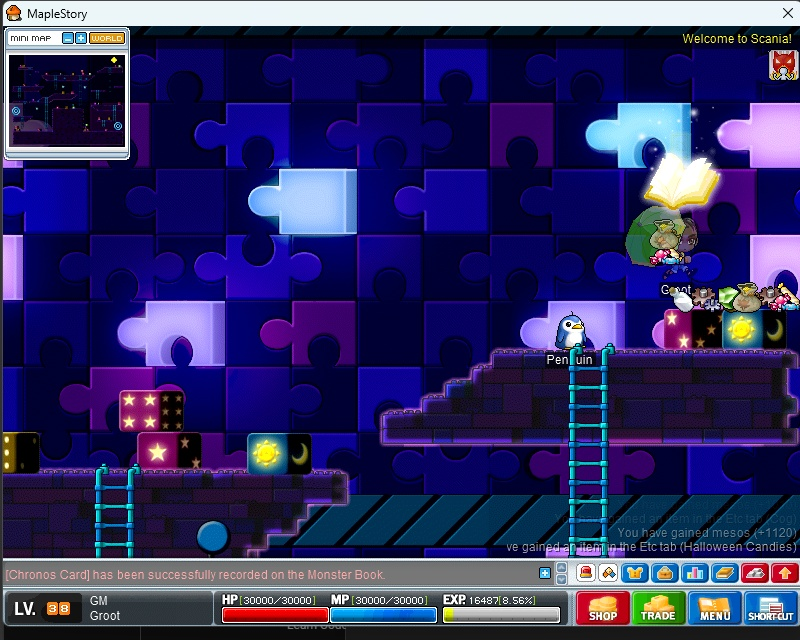 MapleStory
MINI MAP
WORLD
Welcome to Scania!
Groot
Penguin
You have gained mesos (+1120)
ve gained an item in the Etc tab (Halloween Candies)
[Chronos Card] has been successfully recorded on the Monster Book.
LV. 38
GM
Groot
HP [30000/30000] MP [30000/30000] EXP. 16487[8.56%]
SHOP
TRADE
MENU
SHORTCUT